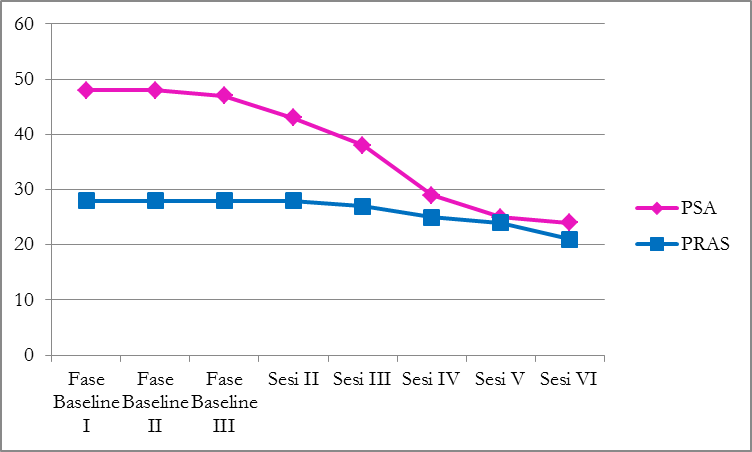 60
50
40
30
20
10
0
Fase Baseline I
Fase Baseline II
Fase Baseline III
Sesi II
Sesi III
Sesi IV
Sesi V
Sesi VI
PSA
PRAS